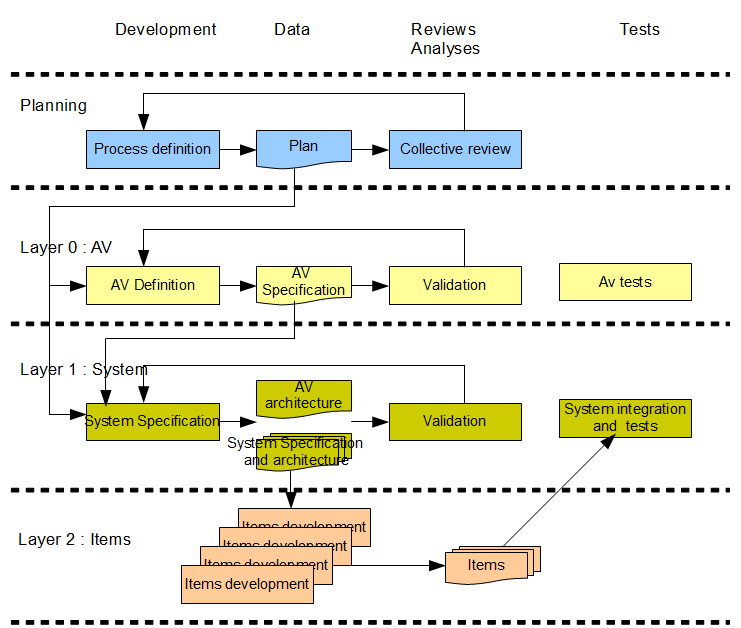 Development
Data
Reviews
Analyses
Tests
Planning
Process definition
Plan
Collective review
Layer 0 : AV
AV Definition
AV
Specification
Validation
Av tests
Layer 1 : System
System Specification
AV
architecture
System Specification
and architecture
Validation
System integration
and tests
Layer 2 : Items
Items development
Items development
Items development
Items development
Items